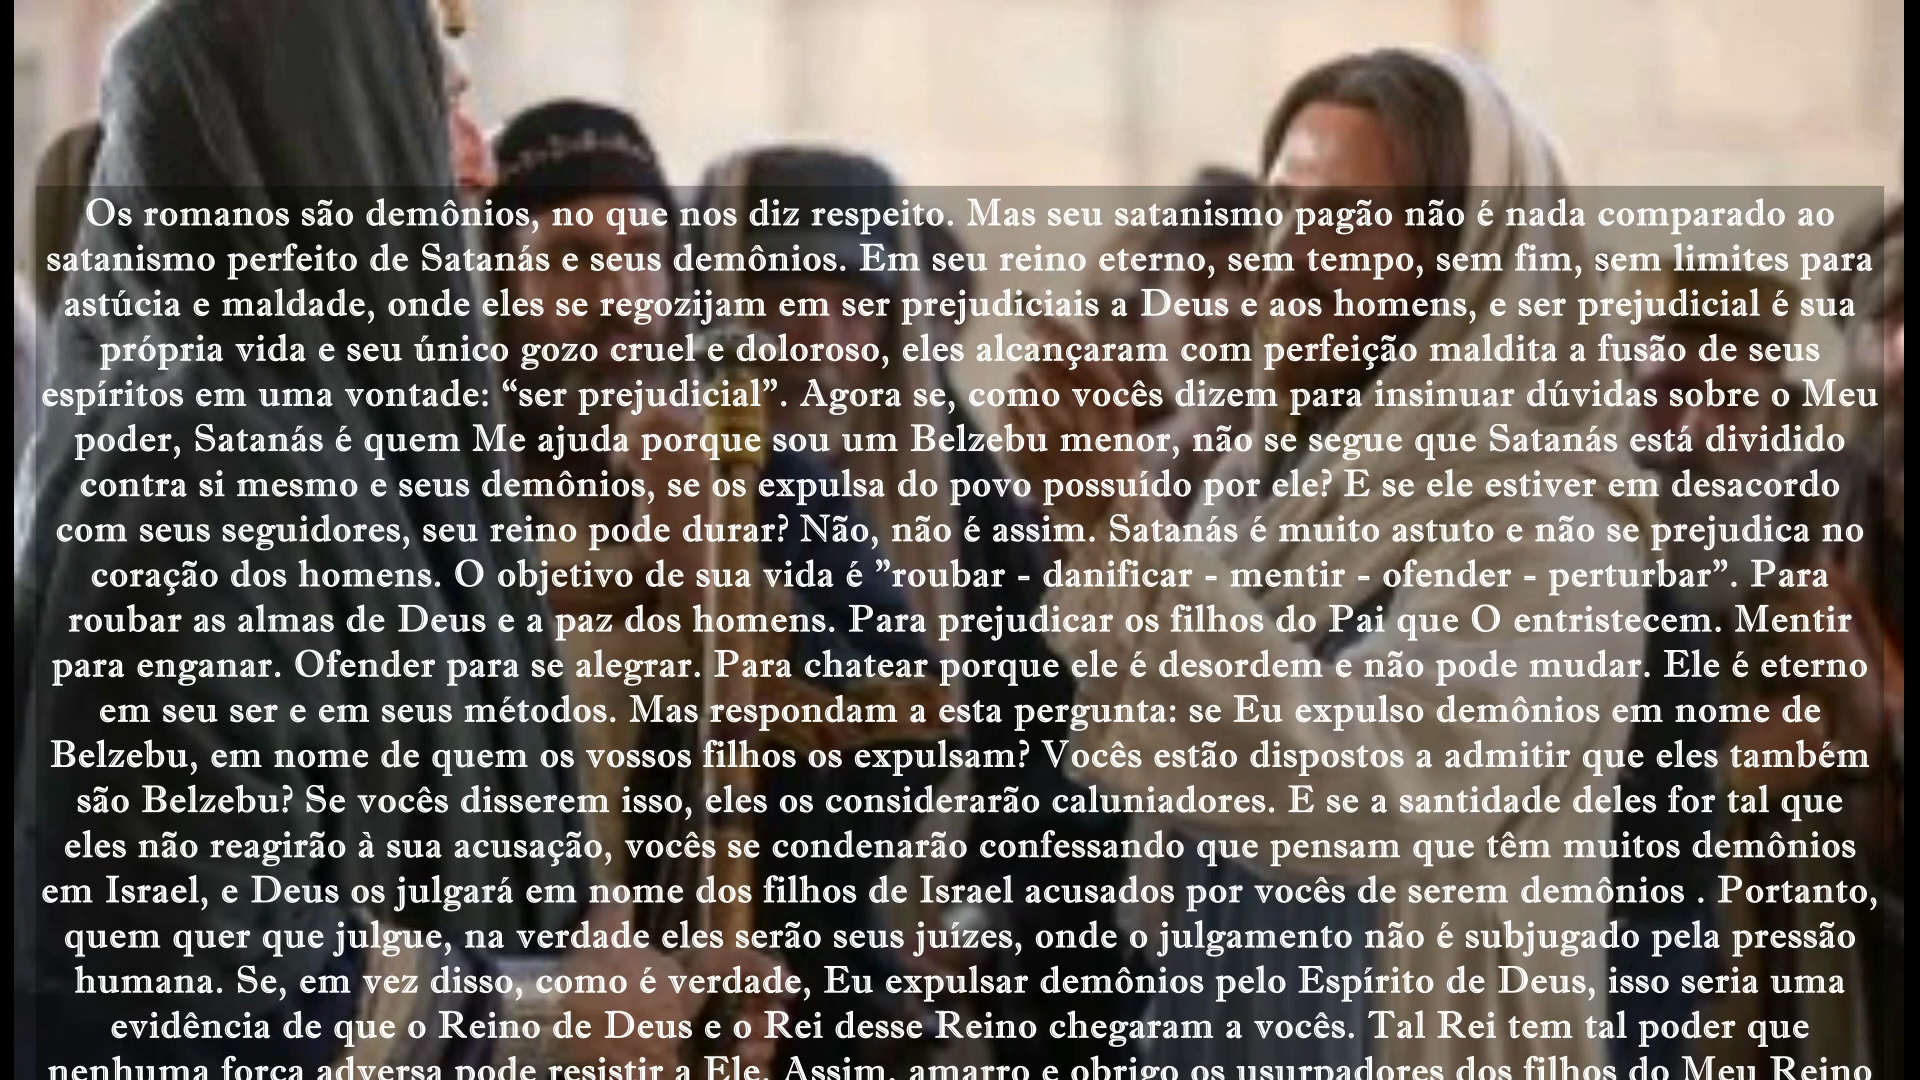 Os romanos são demônios, no que nos diz respeito. Mas seu satanismo pagão não é nada comparado ao
satanismo perfeito de Satanás e seus demônios. Em seu reino eterno, sem tempo, sem fim, sem limites para
astúcia e maldade, onde eles se regozijam em ser prejudiciais a Deus e aos homens, e ser prejudicial é sua
própria vida e seu único gozo cruel e doloroso, eles alcançaram com perfeição maldita a fusão de seus
espíritos em uma vontade: “ser prejudicial”. Agora se, como vocês dizem para insinuar dúvidas sobre o Meu
poder, Satanás é quem Me ajuda porque sou um Belzebu menor, não se segue que Satanás está dividido
contra si mesmo e seus demônios, se os expulsa do povo possuído por ele? E se ele estiver em desacordo
com seus seguidores, seu reino pode durar? Não, não é assim. Satanás é muito astuto e não se prejudica no
coração dos homens. O objetivo de sua vida é ”roubar - danificar - mentir - ofender - perturbar”. Para
roubar as almas de Deus e a paz dos homens. Para prejudicar os filhos do Pai que O entristecem. Mentir
para enganar. Ofender para se alegrar. Para chatear porque ele é desordem e não pode mudar. Ele é eterno
em seu ser e em seus métodos. Mas respondam a esta pergunta: se Eu expulso demônios em nome de
Belzebu, em nome de quem os vossos filhos os expulsam? Vocês estão dispostos a admitir que eles também
são Belzebu? Se vocês disserem isso, eles os considerarão caluniadores. E se a santidade deles for tal que
eles não reagirão à sua acusação, vocês se condenarão confessando que pensam que têm muitos demônios
em Israel, e Deus os julgará em nome dos filhos de Israel acusados por vocês de serem demônios . Portanto,
quem quer que julgue, na verdade eles serão seus juízes, onde o julgamento não é subjugado pela pressão
humana. Se, em vez disso, como é verdade, Eu expulsar demônios pelo Espírito de Deus, isso seria uma
evidência de que o Reino de Deus e o Rei desse Reino chegaram a vocês. Tal Rei tem tal poder que
nenhuma força adversa pode resistir a Ele. Assim, amarro e obrigo os usurpadores dos filhos do Meu Reino